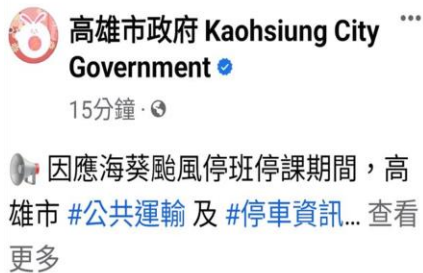 高雄市政府 Kaohsiung City
Government
15分鐘 ·
因應海葵颱風停班停課期間，高
雄市 #公共運輸 及 #停車資訊... 查看
更多